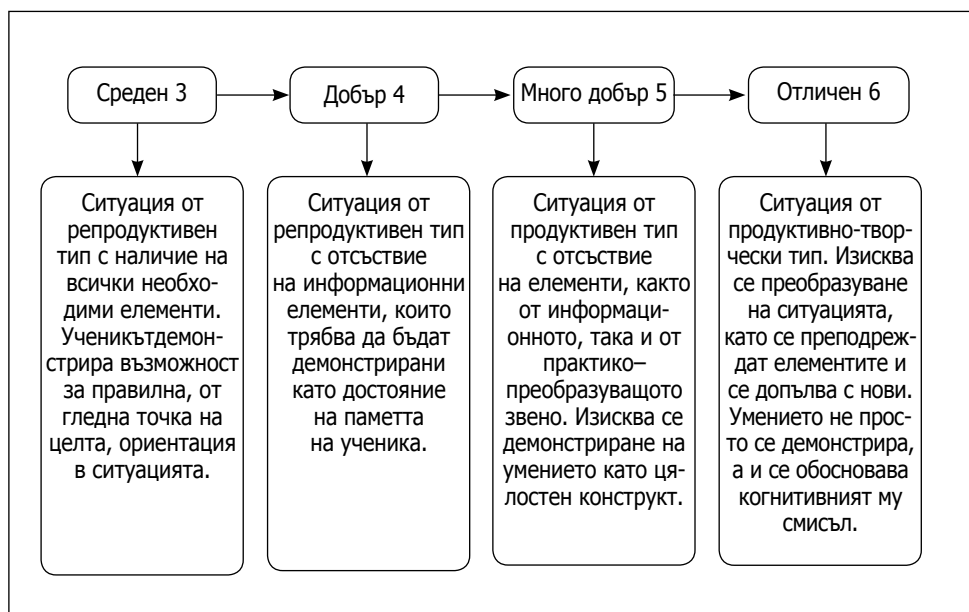 Среден 3
Добър 4
Много добър 5
Отличен 6
Ситуация от
репродуктивен
тип с наличие на
всички необхо-
дими елементи.
Ученикътдемон-
стрира възможност
за правилна, от
гледна точка на
целта, ориентация
в ситуацията.
Ситуация от
репродуктивен тип
с отсъствие
на информационни
елементи, които
трябва да бъдат
демонстрирани
като достояние
на паметта
на ученика.
Ситуация от
продуктивен тип
с отсъствие
на елементи, както
от информаци-
онното, така и от
практико–
преобразуващото
звено. Изисква се
демонстриране на
умението като ця-
лостен конструкт.
Ситуация от
продуктивно-твор-
чески тип. Изисква
се преобразуване
на ситуацията,
като се преподреж-
дат елементите и
се допълва с нови.
Умението не прос-
то се демонстрира,
а и се обосновава
когнитивният му
смисъл.